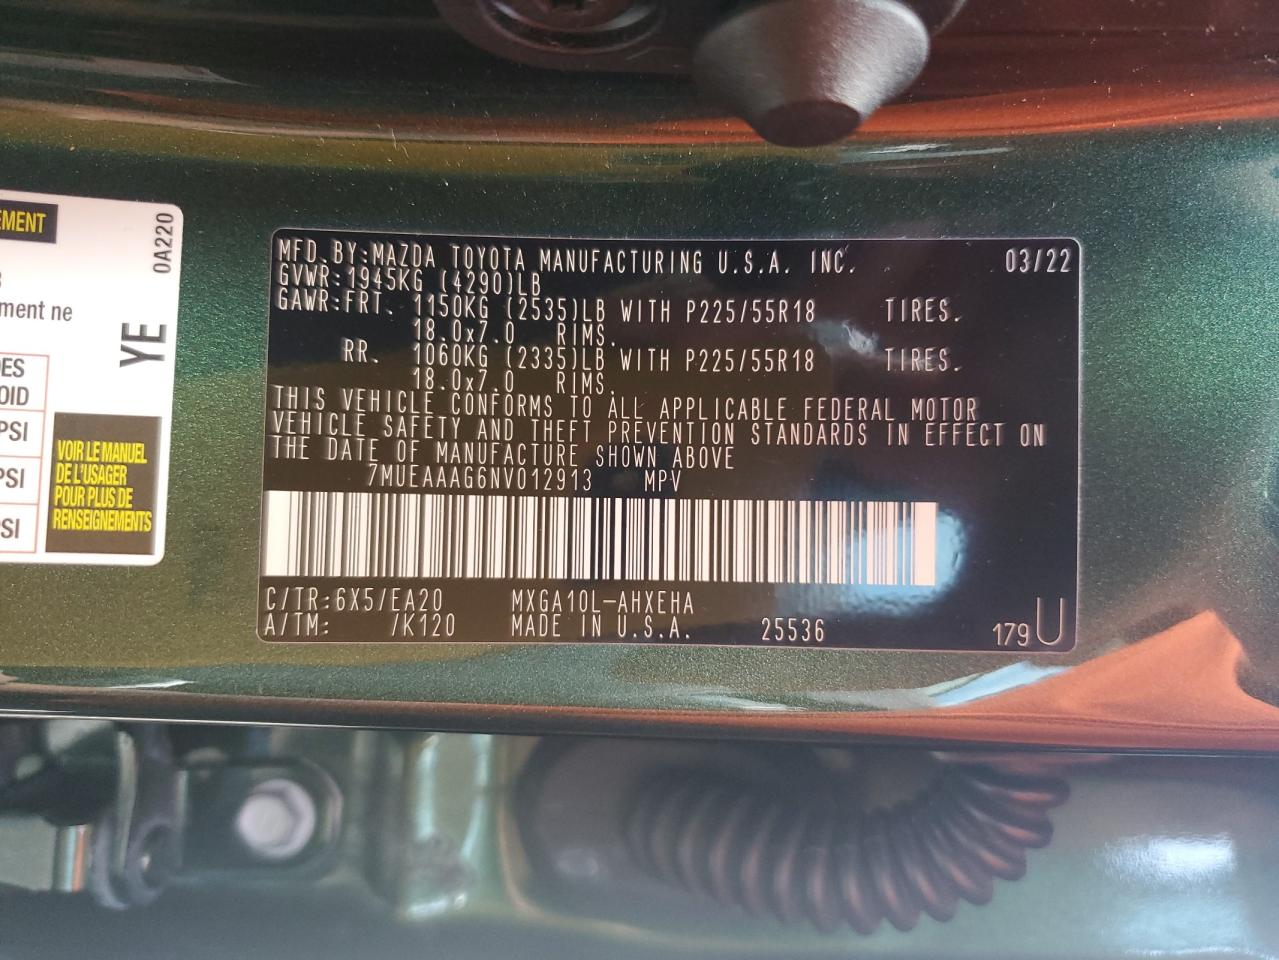 EMENT
0A220
ment ne
YE
DES
OID
PSI
PSI
PSI
VOIR LE MANUEL
DE L'USAGER
POUR PLUS DE
RENSEIGNEMENTS
MFD.BY:MAZDA TOYOTA MANUFACTURING U.S.A. INC. 03/22
GVWR:1945KG (4290)LB
GAWR:FRT. 1150KG (2535)LB WITH P225/55R18 TIRES.
18.0x7.0 RIMS.
RR. 1060KG (2335)LB WITH P225/55R18 TIRES.
18.0x7.0 RIMS.
THIS VEHICLE CONFORMS TO ALL APPLICABLE FEDERAL MOTOR
VEHICLE SAFETY AND THEFT PREVENTION STANDARDS IN EFFECT ON
THE DATE OF MANUFACTURE SHOWN ABOVE
7MUEAAAG6NV012913 MPV
C/TR:6X5/EA20 MXGA10L-AHXEHA
A/TM: /K120 MADE IN U.S.A. 25536 179U